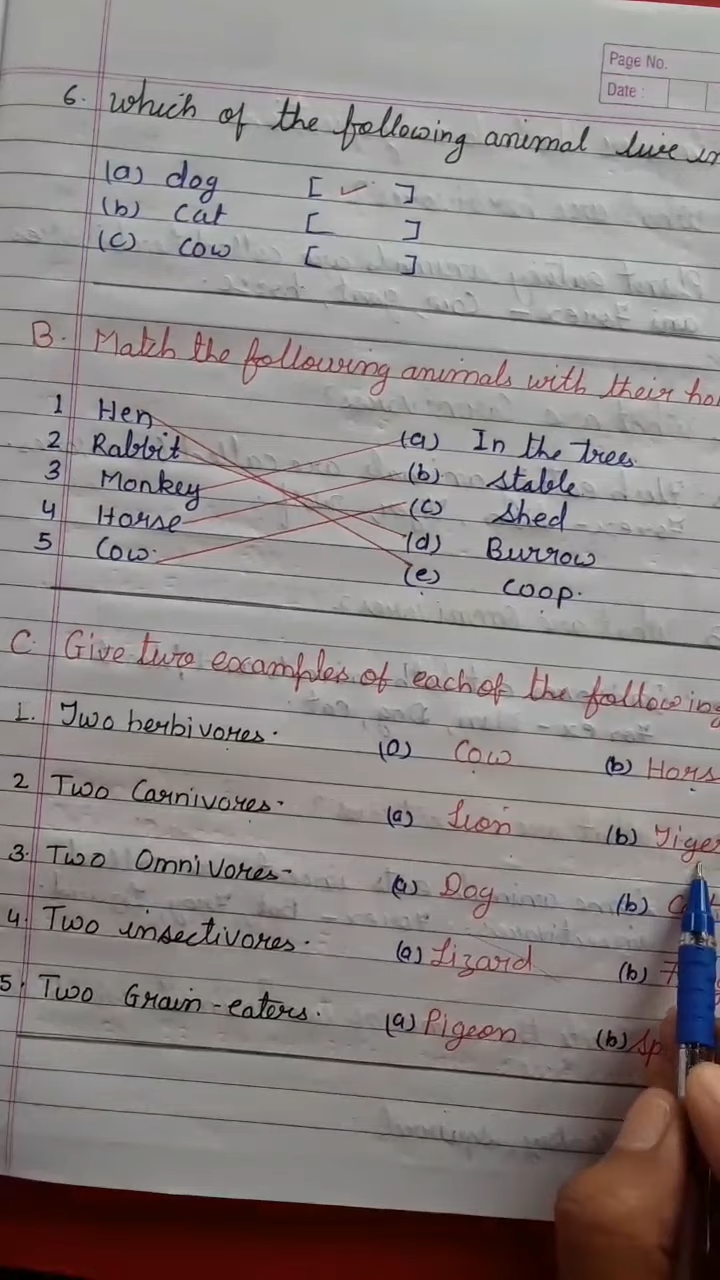 Page No.
Date :
6. Which of the following animal live in
(a) dog [ ✓ ]
(b) cat [ ]
(c) cow [ ]
B. Match the following animals with their
1 Hen (a) In the trees
2 Rabbit (b) Stable
3 Monkey (c) Shed
4 Horse (d) Burrow
5 Cow. (e) Coop.
C. Give two examples of each of the following
1. Two herbivores. (a) Cow (b) Hors
2 Two Carnivores. (a) Lion (b) Tiger
3. Two Omnivores- (a) Dog (b)
4. Two insectivores. (a) Lizard (b)
5. Two Grain-eaters. (a) Pigeon (b) Sp